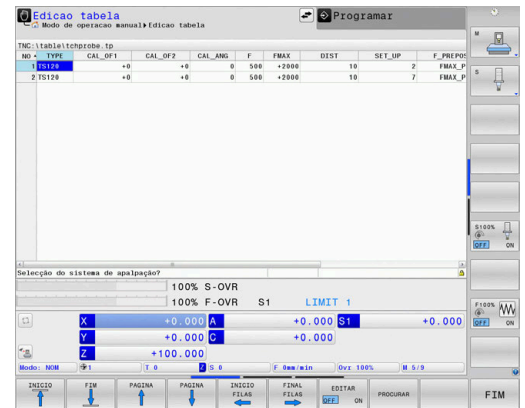 Edicao tabela
Modo de operacao manual Edicao tabela
Programar
TNC:\table\tchprobe.tp
NO TYPE CAL_OF1 CAL_OF2 CAL_ANG F FMAX DIST SET_UP F_PREPOS
1 TS120 +0 +0 0 500 +2000 10 2 FMAX_P
2 TS120 +0 +0 0 500 +2000 10 7 FMAX_P
M
S
S100%
OFF ON
Selecção do sistema de apalpação?
100% S-OVR
100% F-OVR S1 LIMIT 1
F100%
OFF ON
X +0.000 A +0.000 S1 +0.000
Y +0.000 C +0.000
Z +100.000
Modo: NOM 1 T 0 Z S 0 F 0mm/min Ovr 100% M 5/9
INICIO
FIM
PAGINA
PAGINA
INICIO FILAS
FINAL FILAS
EDITAR
OFF ON
PROCURAR
FIM